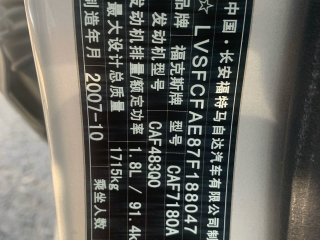 中国·长安福特马自达汽车有限公司制
☆LVSFCFAE87F188047
品牌 福克斯牌 型号 CAF7180A
发动机型号 CAF483Q0
发动机排量/额定功率 1.8L / 91.4k
最大设计总质量 1715kg 乘坐人数
制造年月 2007-10